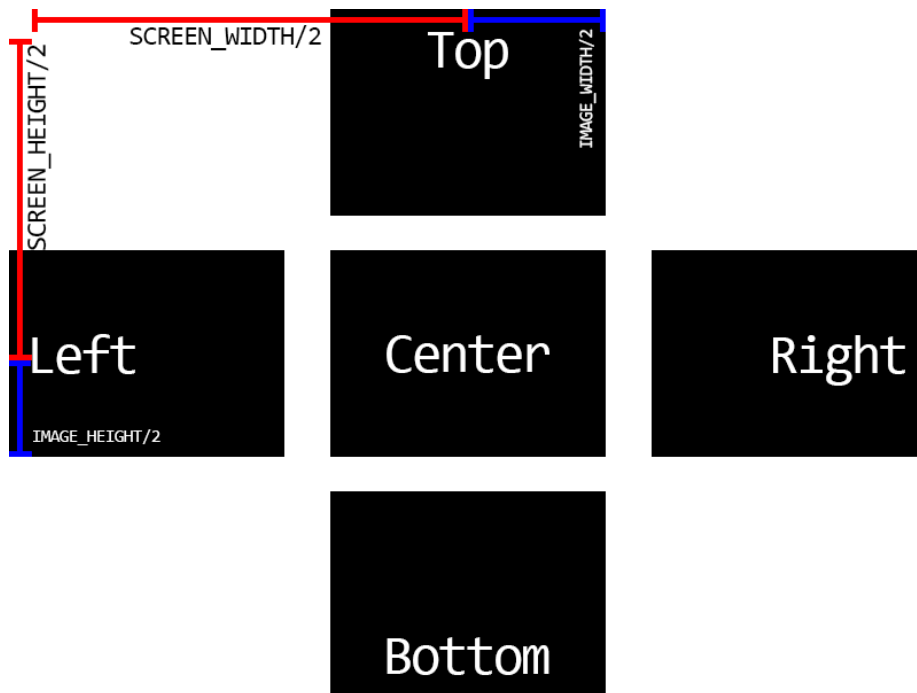 SCREEN_WIDTH/2
Top
IMAGE_WIDTH/2
SCREEN_HEIGHT/2
Left
Center
Right
IMAGE_HEIGHT/2
Bottom